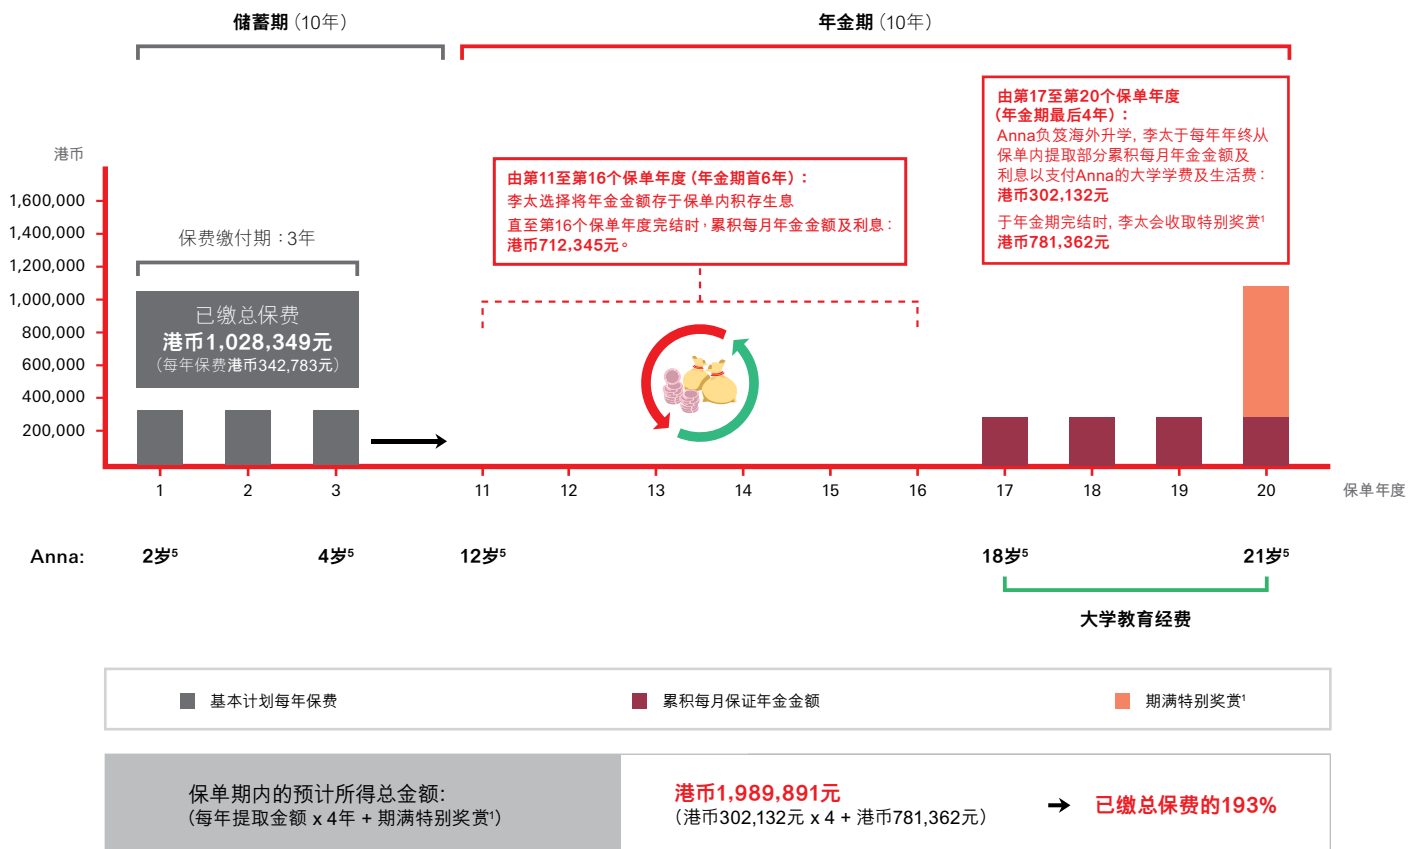 储蓄期（10年）
年金期（10年）
由第17至第20个保单年度
(年金期最后4年)：
Anna负笈海外升学, 李太于每年年终从
保单内提取部分累积每月年金金额及
利息以支付Anna的大学学费及生活费：
港币302,132元
于年金期完结时, 李太会收取特别奖赏¹
港币781,362元
港币
由第11至第16个保单年度 (年金期首6年)：
李太选择将年金金额存于保单内积存生息
直至第16个保单年度完结时, 累积每月年金金额及利息：
港币712,345元。
1,600,000
1,400,000
1,200,000
1,000,000
800,000
600,000
400,000
200,000
保费缴付期：3年
已缴总保费
港币1,028,349元
（每年保费港币342,783元）
1 2 3 11 12 13 14 15 16 17 18 19 20 保单年度
Anna: 2岁⁵ 4岁⁵ 12岁⁵ 18岁⁵ 21岁⁵
大学教育经费
基本计划每年保费 累积每月保证年金金额 期满特别奖赏¹
保单期内的预计所得总金额:
（每年提取金额 x 4年 + 期满特别奖赏¹）
港币1,989,891元
（港币302,132元 x 4 + 港币781,362元）
已缴总保费的193%